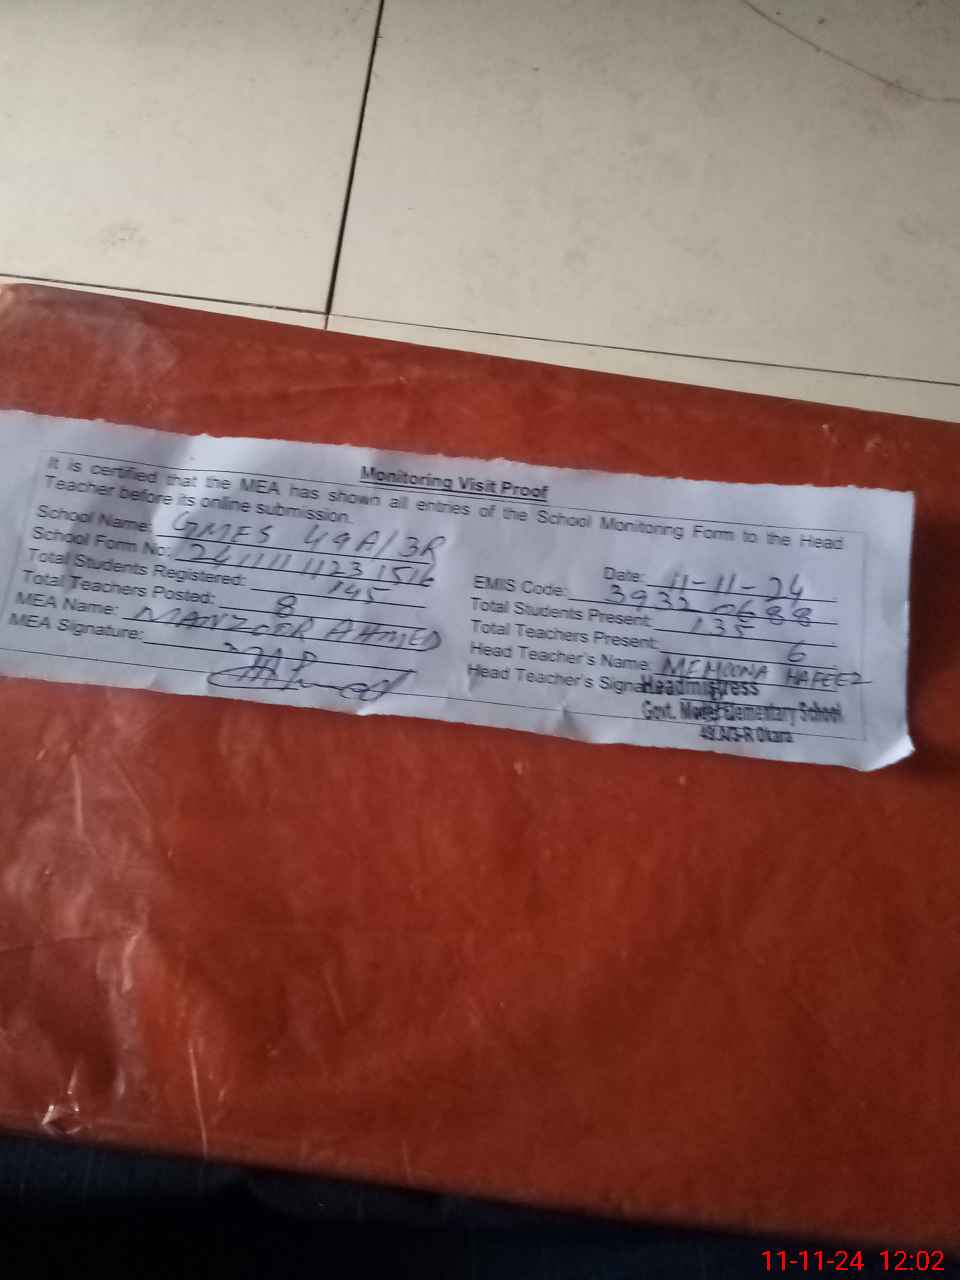 Monitoring Visit Proof
It is certified that the MEA has shown all entries of the School Monitoring Form to the Head
Teacher before its online submission.
School Name: GMES 49A/3R
Date: 11-11-24
School Form No:
EMIS Code: 39320688
Total Students Registered: 145
Total Students Present: 135
Total Teachers Posted: 8
Total Teachers Present: 6
MEA Name: MANZOOR AHMED
Head Teacher's Name: MEMOONA HAFEEZ
MEA Signature:
Head Teacher's Signa
Headmistress
Govt. Model Elementary School
49.A/3-R Okara
11-11-24 12:02